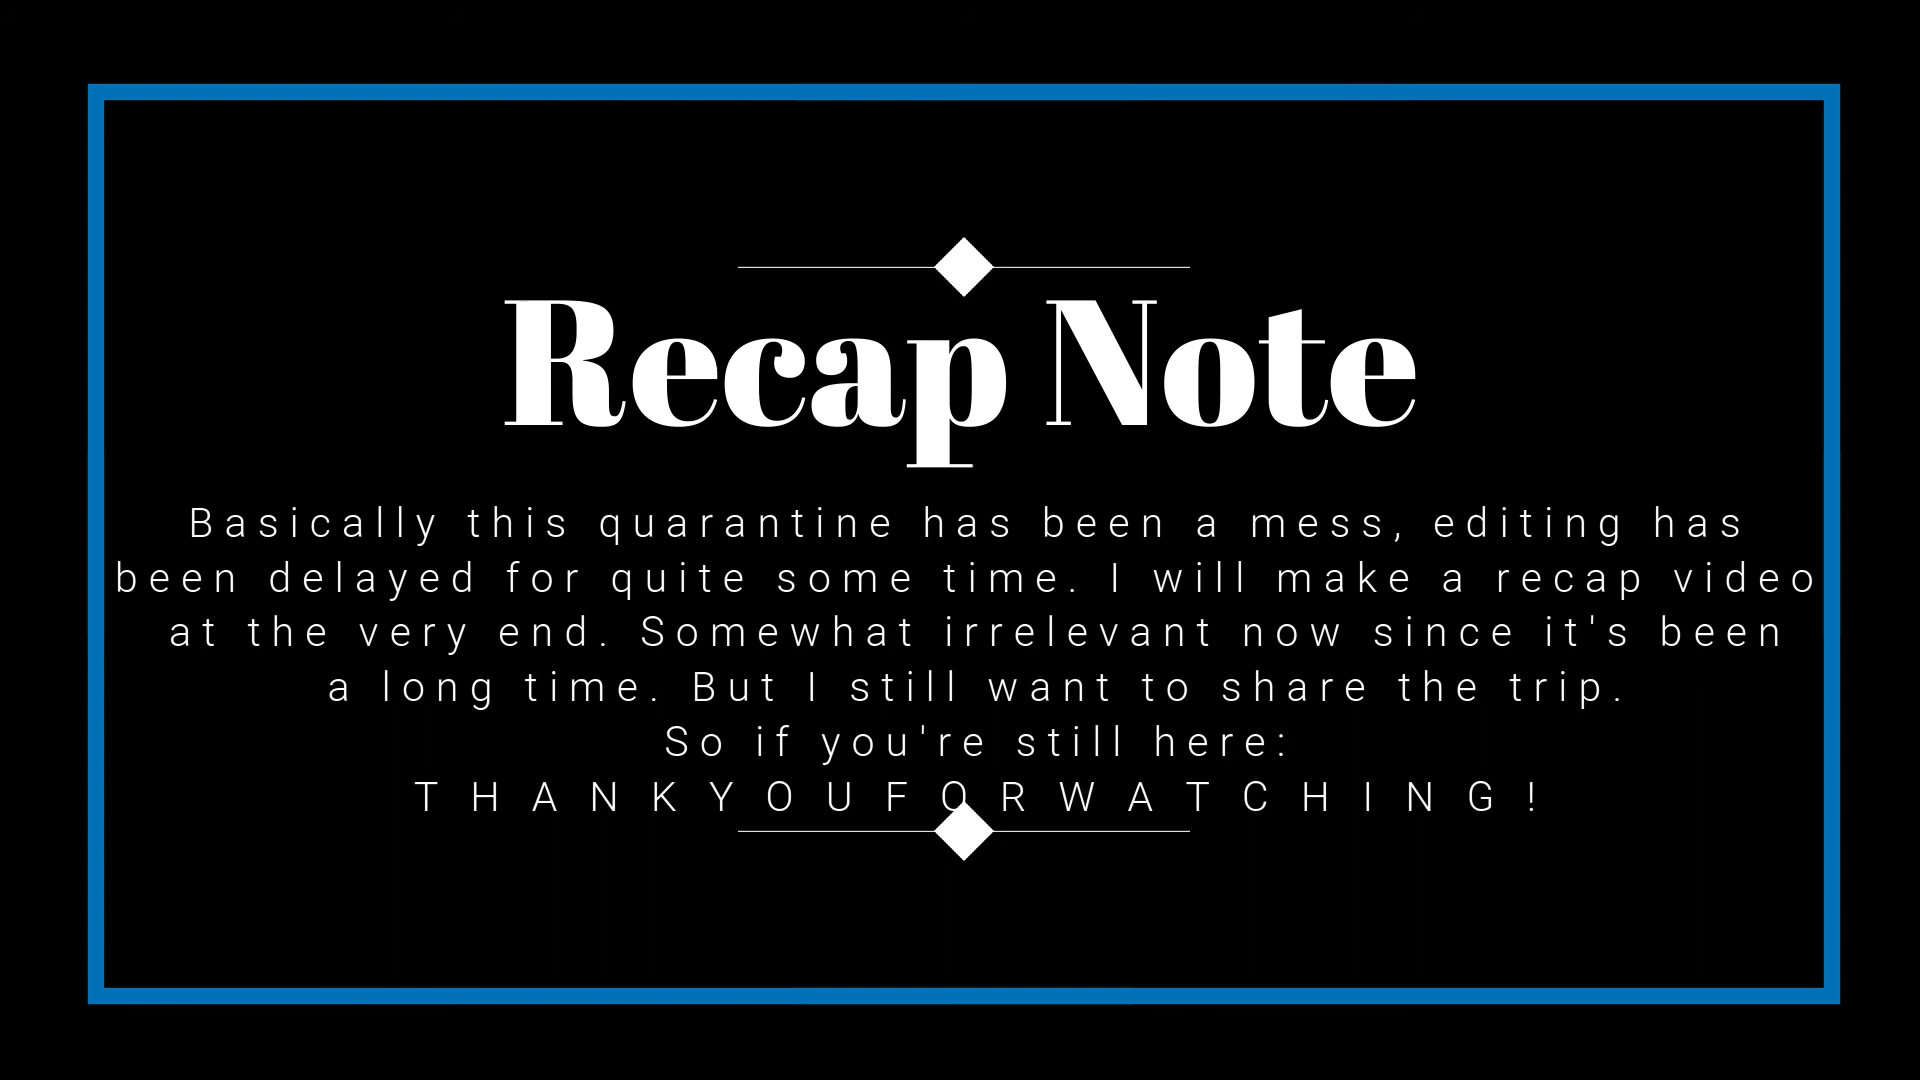 Recap Note
Basically this quarantine has been a mess, editing has
been delayed for quite some time. I will make a recap video
at the very end. Somewhat irrelevant now since it's been
a long time. But I still want to share the trip.
So if you're still here:
THANKYOUFORWATCHING!